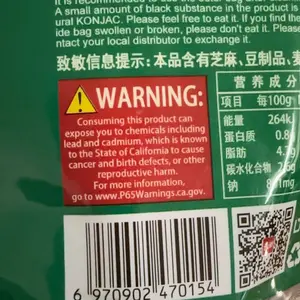 A small amount of black substance in the product is
ural KONJAC. Please feel free to eat it. If you find the
ide bag swollen or broken, please don't eat it, and
ntact your local distributor to exchange it.
致敏信息提示：本品含有芝麻、豆制品、
WARNING:
Consuming this product can
expose you to chemicals including
lead and cadmium, which is known
to the State of California to cause
cancer and birth defects, or other
reproductive harm.
For more information,
go to www.P65Warnings.ca.gov.
营养成分
项目 每100g
能量 264k
蛋白质 0.8
脂肪
碳水化合物
钠
6 970902 470154